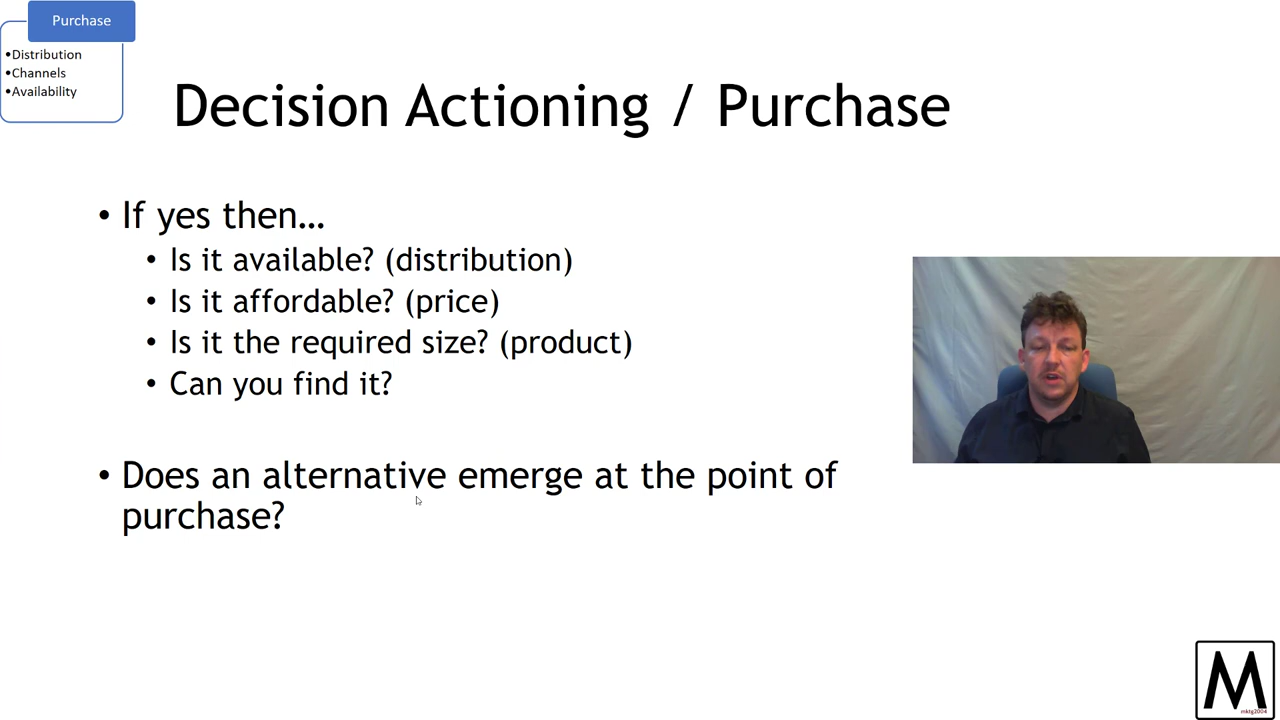 Purchase
•Distribution
•Channels
•Availability
Decision Actioning / Purchase
• If yes then…
• Is it available? (distribution)
• Is it affordable? (price)
• Is it the required size? (product)
• Can you find it?
• Does an alternative emerge at the point of
purchase?
M
mktg2004